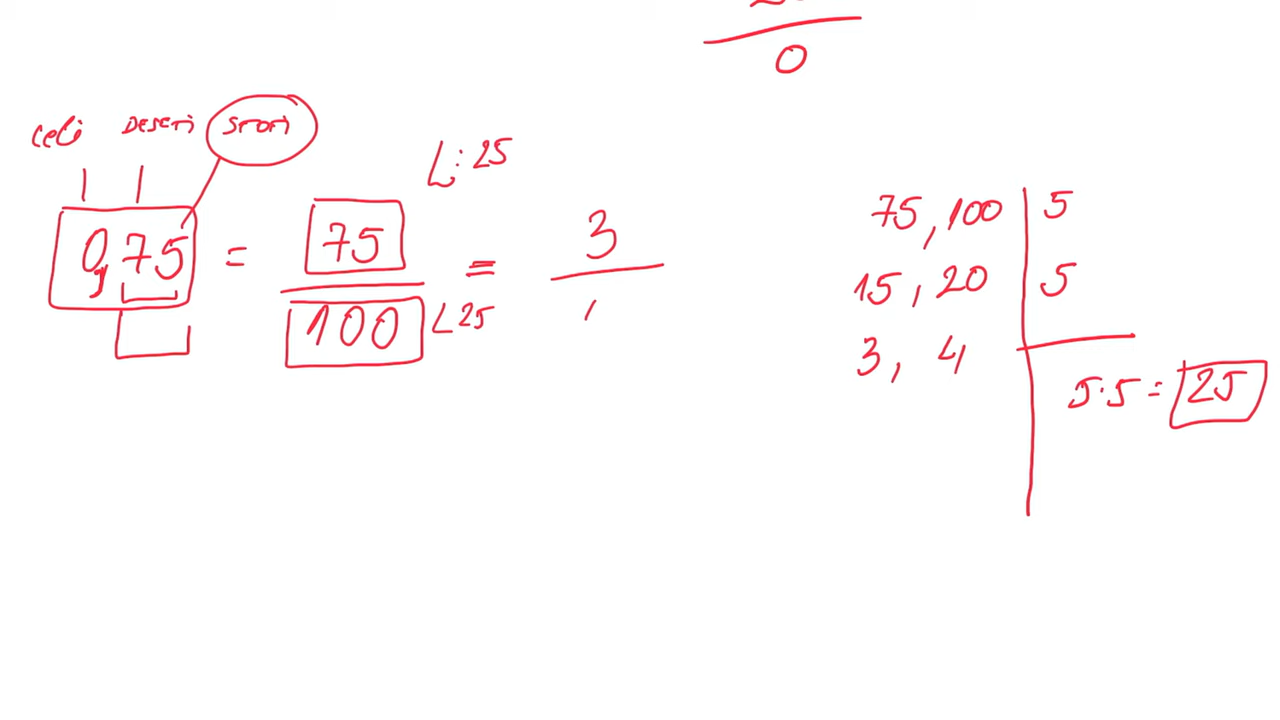 0
celi Deseti Stoti
0,75 = 75/100 = 3/
: 25
25
75, 100 | 5
15, 20 | 5
3, 4
5·5 = 25